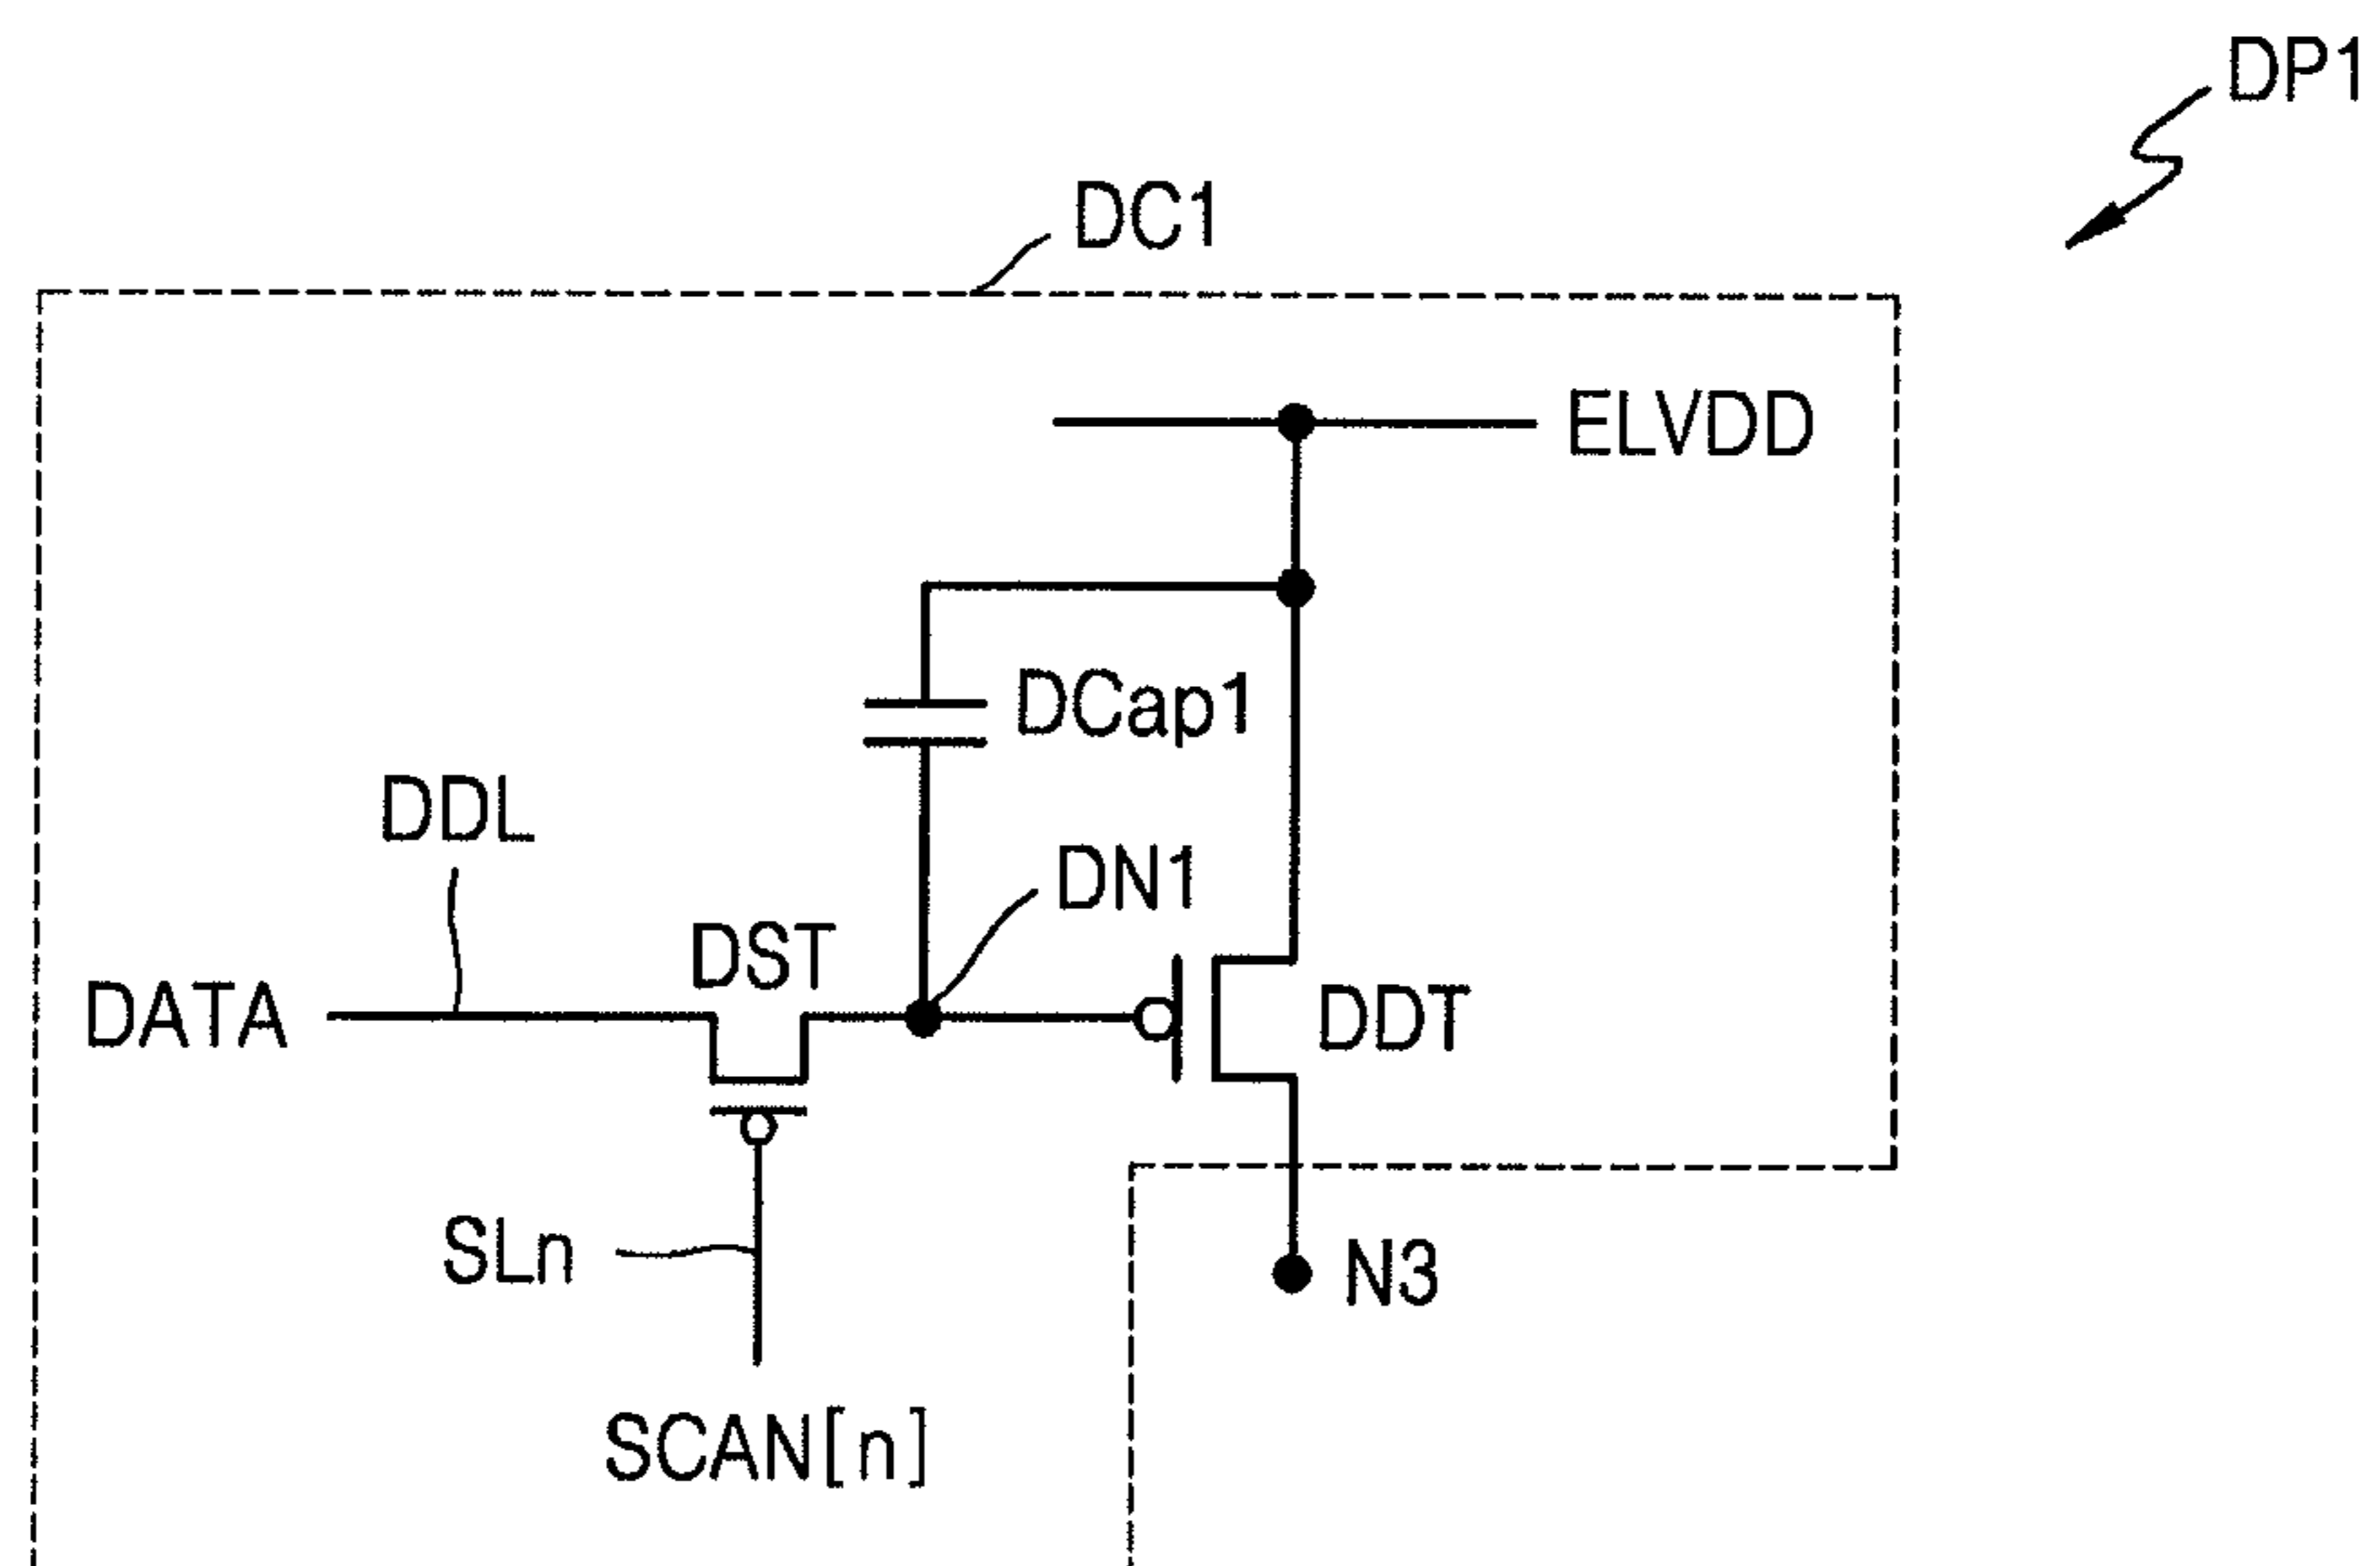 DP1
DC1
ELVDD
DCap1
DDL
DN1
DST
DATA
DDT
SLn
N3
SCAN[n]